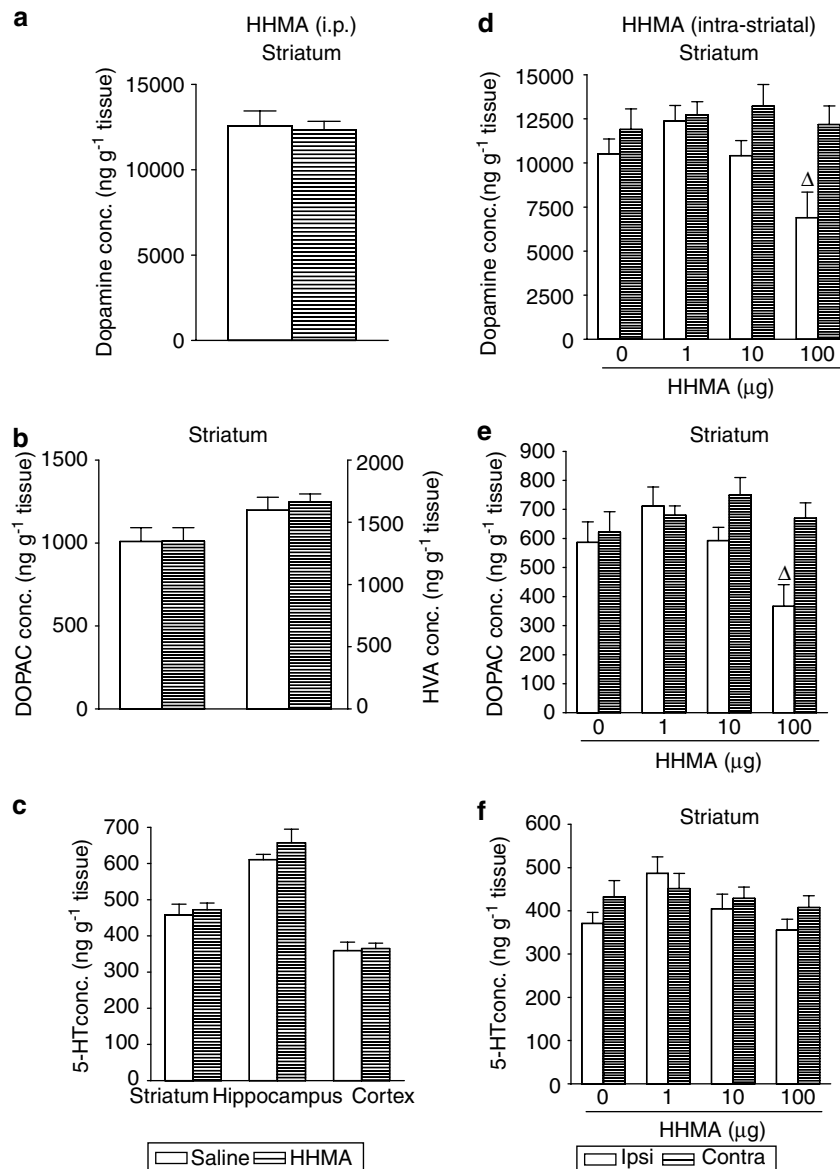 a
HHMA (i.p.)
Striatum
Dopamine conc. (ng g⁻¹ tissue)
15000
10000
5000
0
b
Striatum
DOPAC conc. (ng g⁻¹ tissue)
1500
1000
500
0
2000
1500
1000
500
0
HVA conc. (ng g⁻¹ tissue)
c
5-HTconc. (ng g⁻¹ tissue)
700
600
500
400
300
200
100
0
Striatum Hippocampus Cortex
Saline HHMA
d
HHMA (intra-striatal)
Striatum
Dopamine conc.(ng g⁻¹ tissue)
15000
12500
10000
7500
5000
2500
0
Δ
0 1 10 100
HHMA (μg)
e
Striatum
DOPAC conc. (ng g⁻¹ tissue)
900
800
700
600
500
400
300
200
100
0
Δ
0 1 10 100
HHMA (μg)
f
Striatum
5-HTconc. (ng g⁻¹ tissue)
600
500
400
300
200
100
0
0 1 10 100
HHMA (μg)
Ipsi Contra